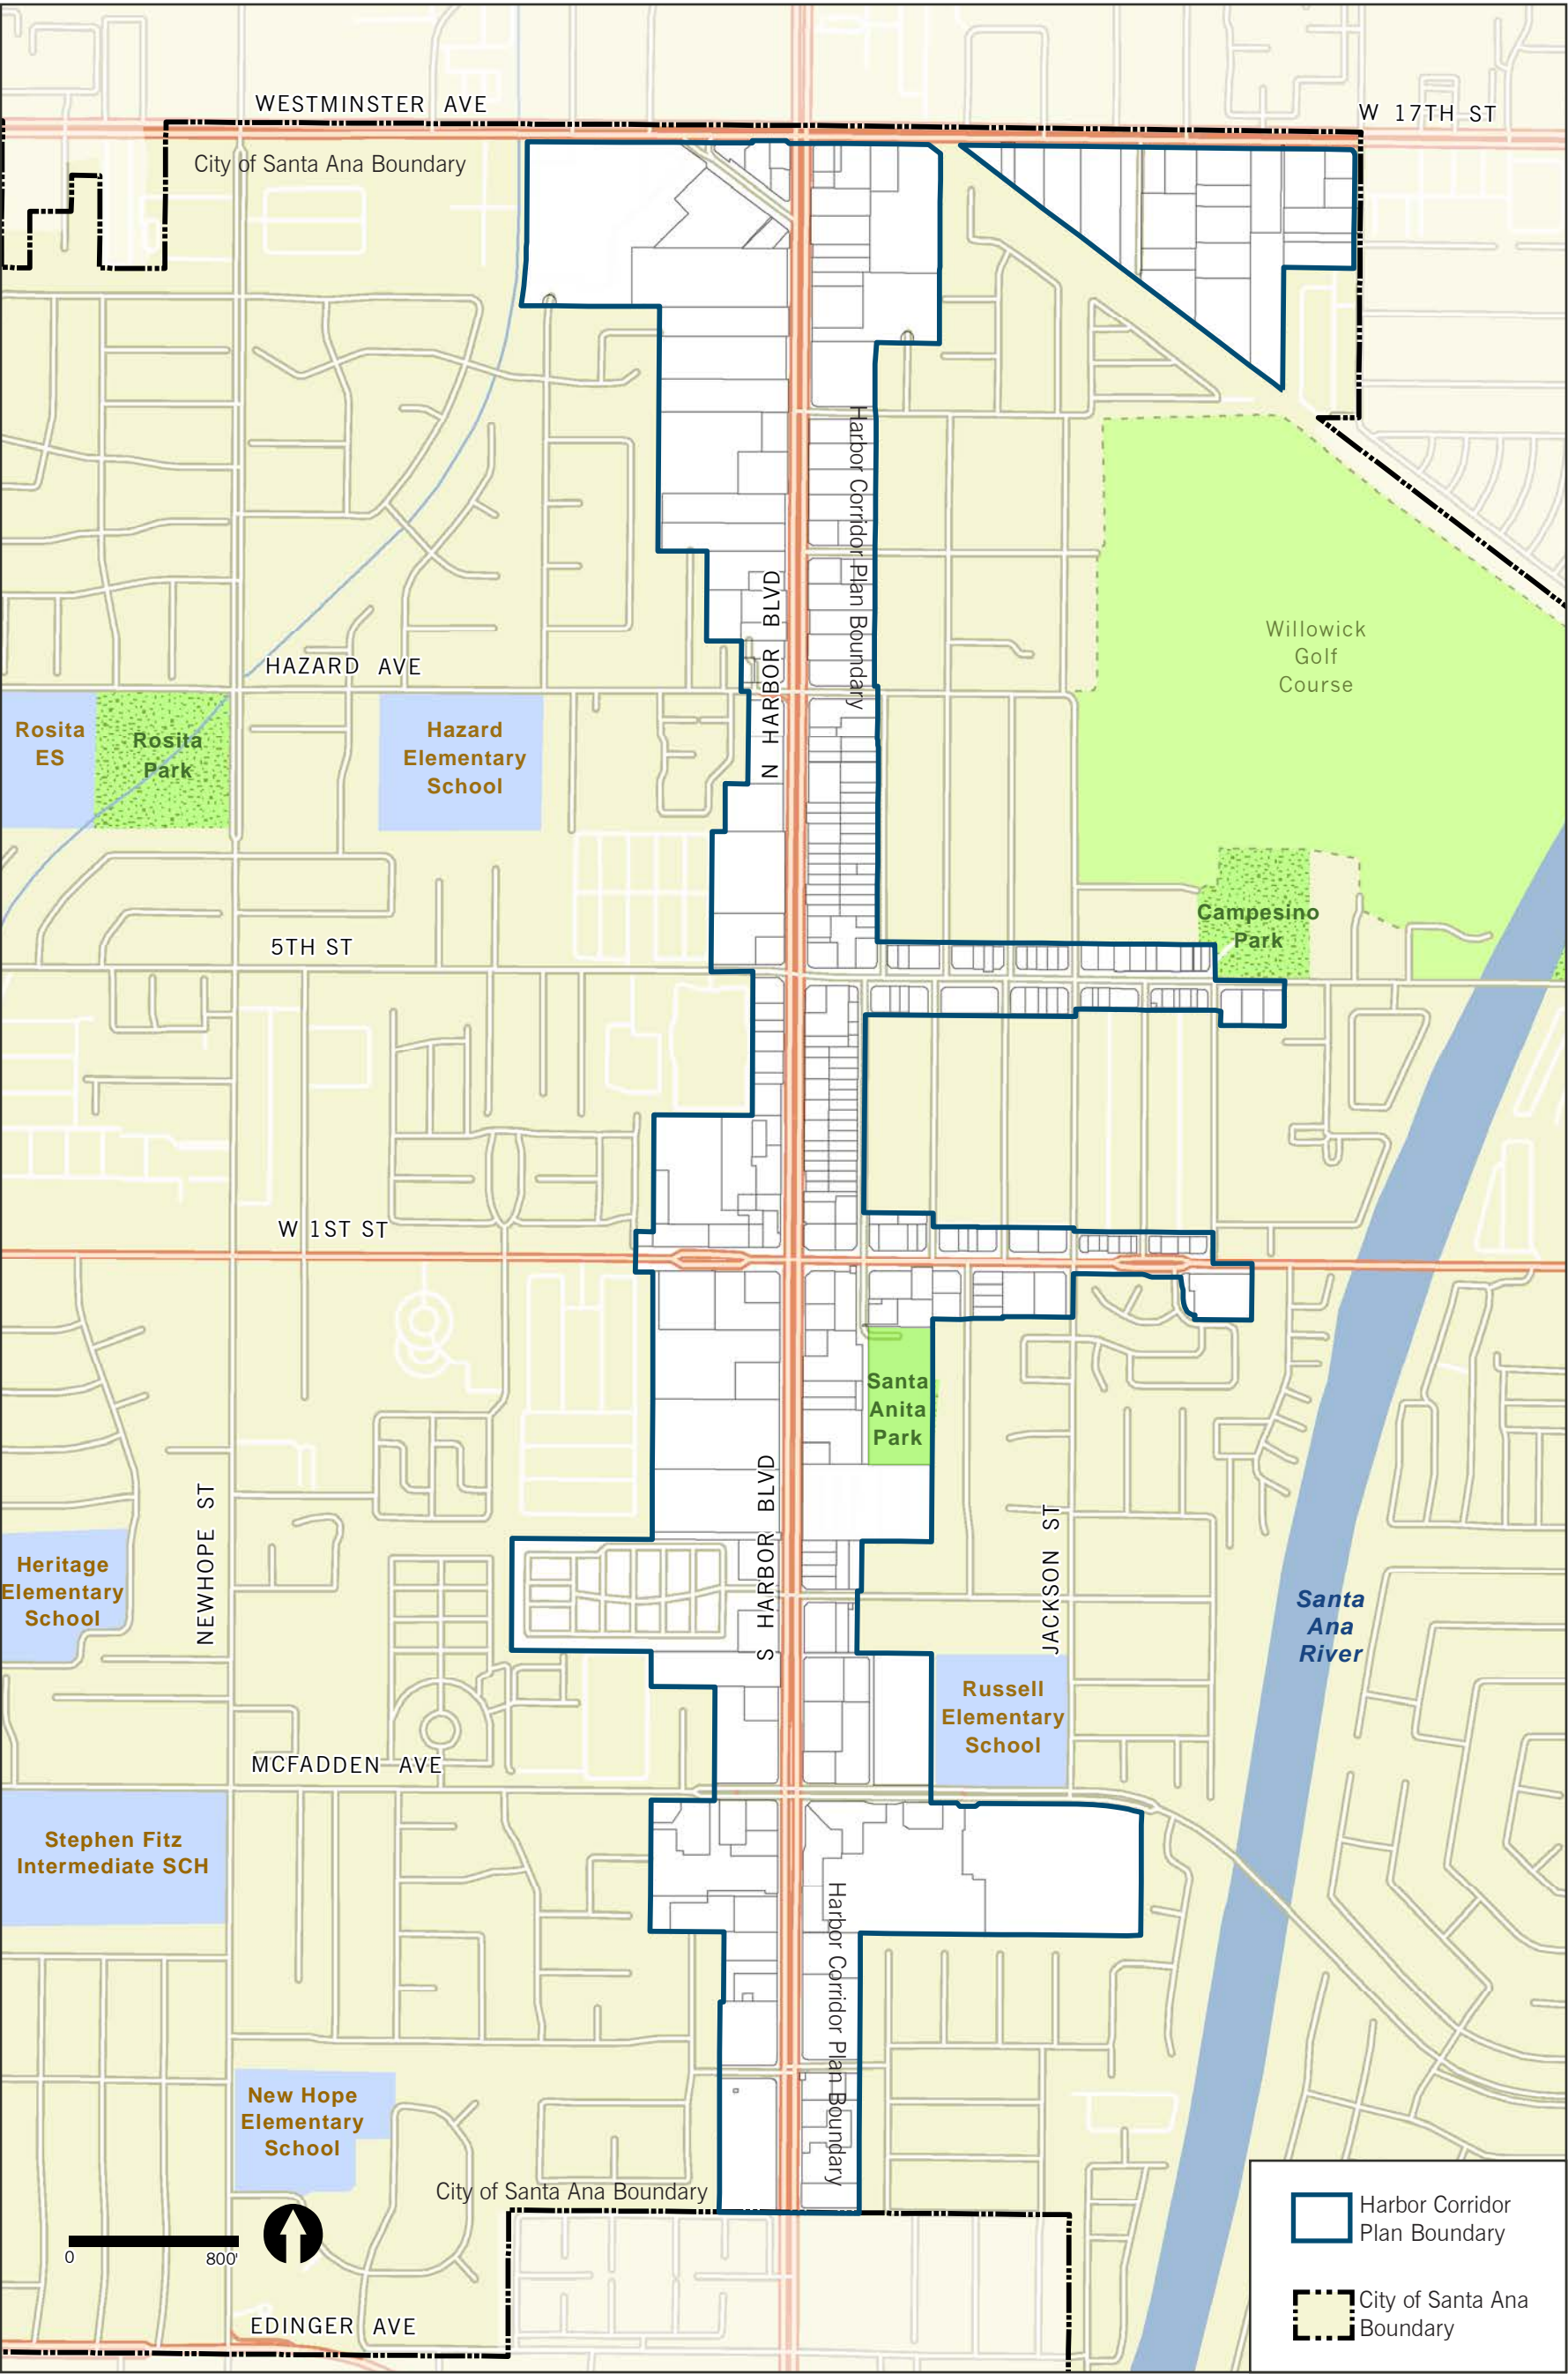 WESTMINSTER AVE
W 17TH ST
City of Santa Ana Boundary
Harbor Corridor Plan Boundary
N HARBOR BLVD
Willowick
Golf
Course
HAZARD AVE
Rosita
ES
Rosita
Park
Hazard
Elementary
School
Campesino
Park
5TH ST
W 1ST ST
Santa
Anita
Park
S HARBOR BLVD
NEWHOPE ST
JACKSON ST
Heritage
Elementary
School
Santa
Ana
River
Russell
Elementary
School
MCFADDEN AVE
Stephen Fitz
Intermediate SCH
Harbor Corridor Plan Boundary
New Hope
Elementary
School
City of Santa Ana Boundary
0
800'
EDINGER AVE
Harbor Corridor
Plan Boundary
City of Santa Ana
Boundary